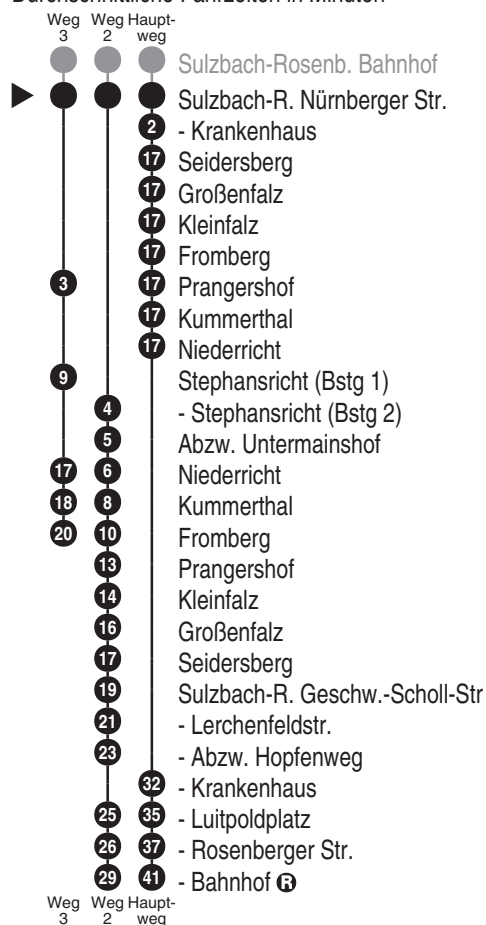 Durchschnittliche Fahrzeiten in Minuten
Weg 3 Weg 2 Haupt-weg
Sulzbach-Rosenb. Bahnhof
Sulzbach-R. Nürnberger Str.
2 - Krankenhaus
17 Seidersberg
17 Großenfalz
17 Kleinfalz
17 Fromberg
3 17 Prangershof
17 Kummerthal
17 Niederricht
9 Stephansricht (Bstg 1)
4 - Stephansricht (Bstg 2)
5 Abzw. Untermainshof
17 6 Niederricht
18 8 Kummerthal
20 10 Fromberg
13 Prangershof
14 Kleinfalz
16 Großenfalz
17 Seidersberg
19 Sulzbach-R. Geschw.-Scholl-Str
21 - Lerchenfeldstr.
23 - Abzw. Hopfenweg
32 - Krankenhaus
25 35 - Luitpoldplatz
26 37 - Rosenberger Str.
29 41 - Bahnhof R
Weg 3 Weg 2 Haupt-weg